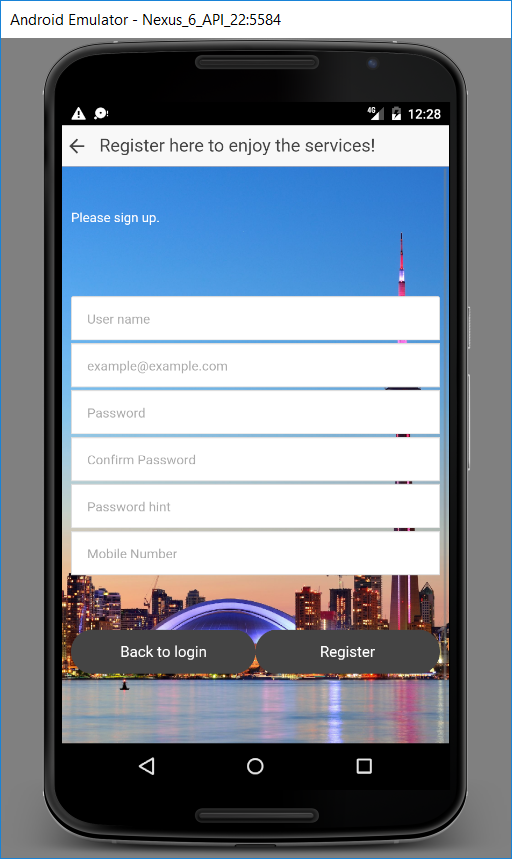 Android Emulator - Nexus_6_API_22:5584
4G 12:28
Register here to enjoy the services!
Please sign up.
User name
example@example.com
Password
Confirm Password
Password hint
Mobile Number
Back to login Register